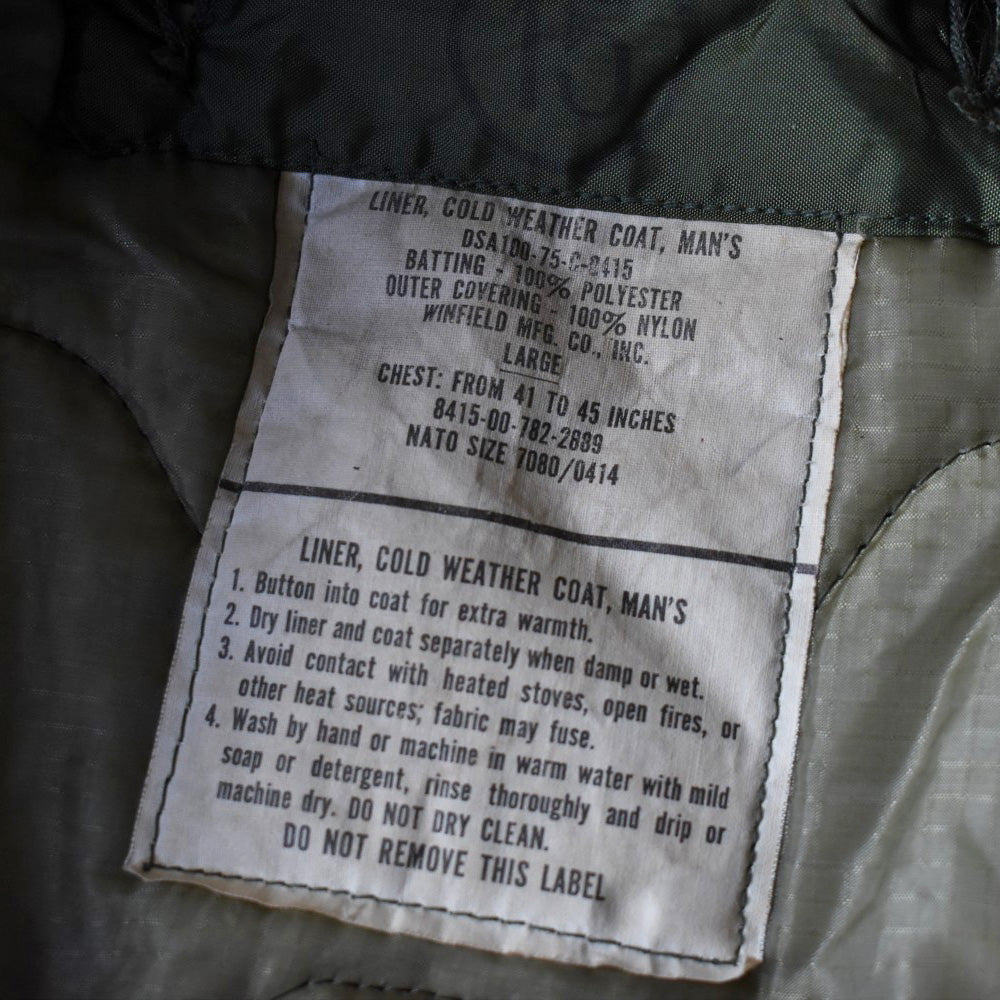 LINER, COLD WEATHER COAT, MAN'S
DSA100-75-C-8415
BATTING - 100% POLYESTER
OUTER COVERING - 100% NYLON
WINFIELD MFG. CO., INC.
LARGE
CHEST: FROM 41 TO 45 INCHES
8415-00-782-2889
NATO SIZE 7080/0414
LINER, COLD WEATHER COAT, MAN'S
1. Button into coat for extra warmth.
2. Dry liner and coat separately when damp or wet.
3. Avoid contact with heated stoves, open fires, or
other heat sources; fabric may fuse.
4. Wash by hand or machine in warm water with mild
soap or detergent, rinse thoroughly and drip or
machine dry. DO NOT DRY CLEAN.
DO NOT REMOVE THIS LABEL